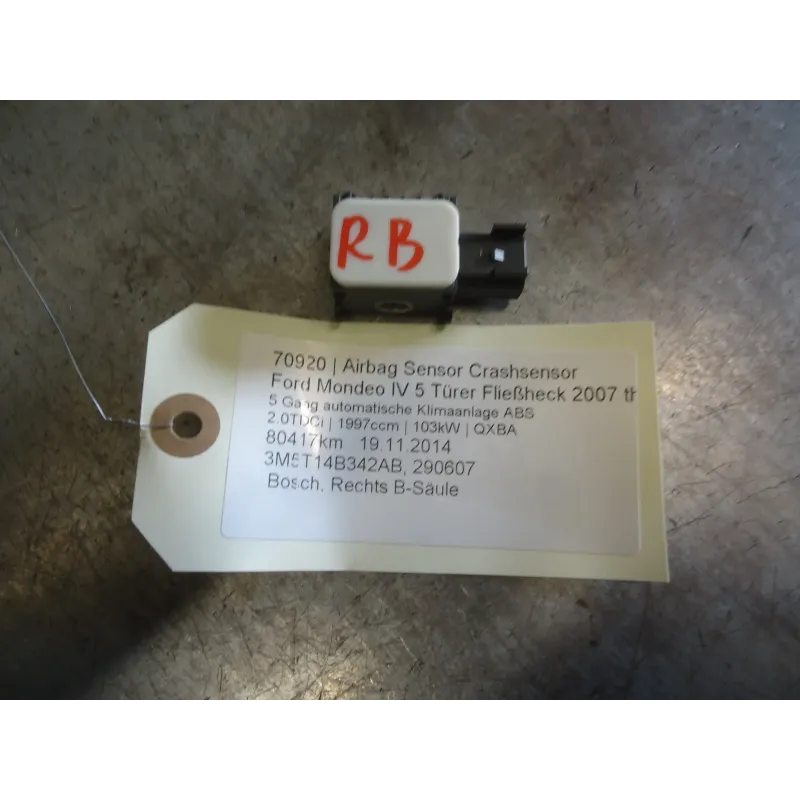 RB
70920 | Airbag Sensor Crashsensor
Ford Mondeo IV 5 Türer Fließheck 2007 th
5 Gang automatische Klimaanlage ABS
2.0TDCi | 1997ccm | 103kW | QXBA
80417km 19.11.2014
3M5T14B342AB, 290607
Bosch, Rechts B-Säule